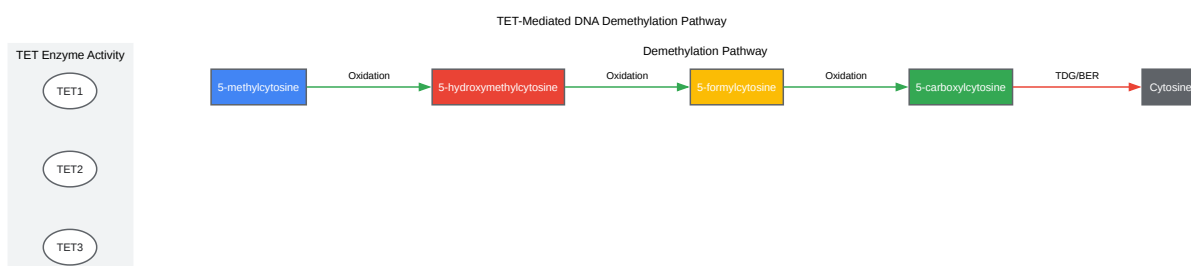 TET-Mediated DNA Demethylation Pathway
TET Enzyme Activity
TET1
TET2
TET3
Demethylation Pathway
5-methylcytosine
Oxidation
5-hydroxymethylcytosine
Oxidation
5-formylcytosine
Oxidation
5-carboxylcytosine
TDG/BER
Cytosine